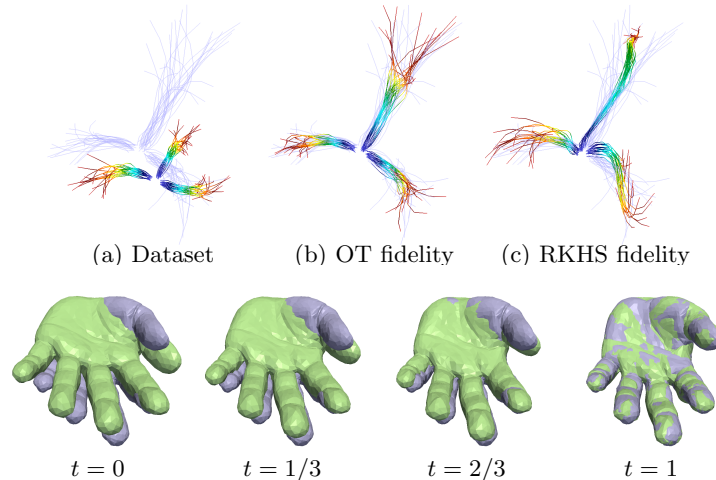 (a) Dataset (b) OT fidelity (c) RKHS fidelity
t = 0 t = 1/3 t = 2/3 t = 1